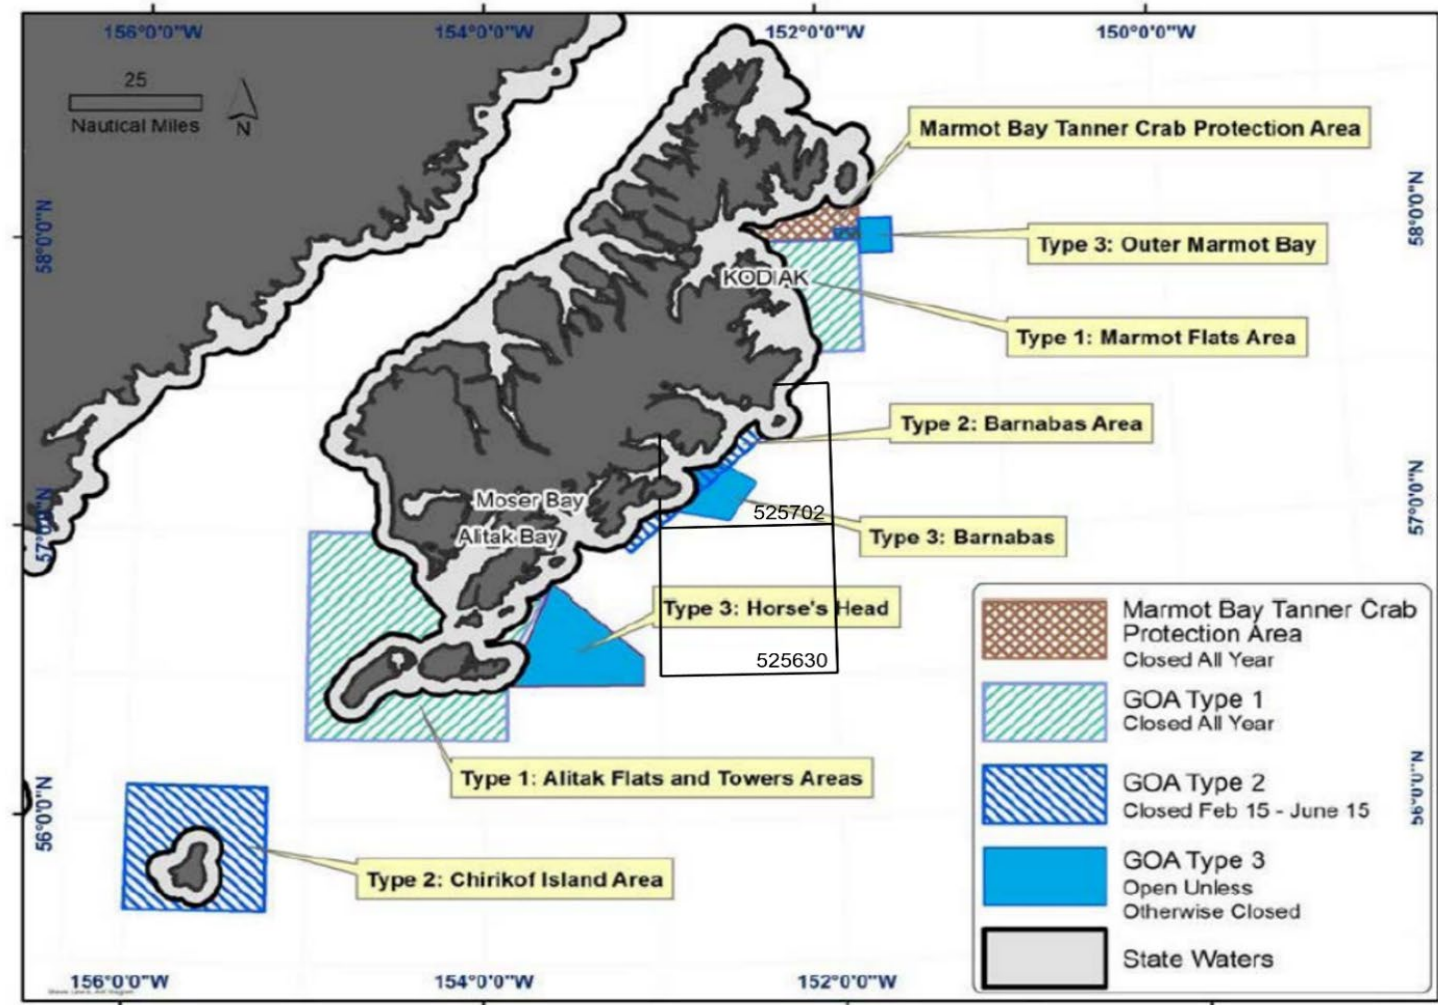 156°0'0"W
154°0'0"W
152°0'0"W
150°0'0"W
25
Nautical Miles
N
Marmot Bay Tanner Crab Protection Area
58°0'0"N
58°0'0"N
Type 3: Outer Marmot Bay
KODIAK
Type 1: Marmot Flats Area
Type 2: Barnabas Area
Moser Bay
525702
57°0'0"N
57°0'0"N
Alitak Bay
Type 3: Barnabas
Type 3: Horse's Head
525630
Type 1: Alitak Flats and Towers Areas
56°0'0"N
56°0'0"N
Type 2: Chirikof Island Area
Marmot Bay Tanner Crab
Protection Area
Closed All Year
GOA Type 1
Closed All Year
GOA Type 2
Closed Feb 15 - June 15
GOA Type 3
Open Unless
Otherwise Closed
State Waters
156°0'0"W
154°0'0"W
152°0'0"W